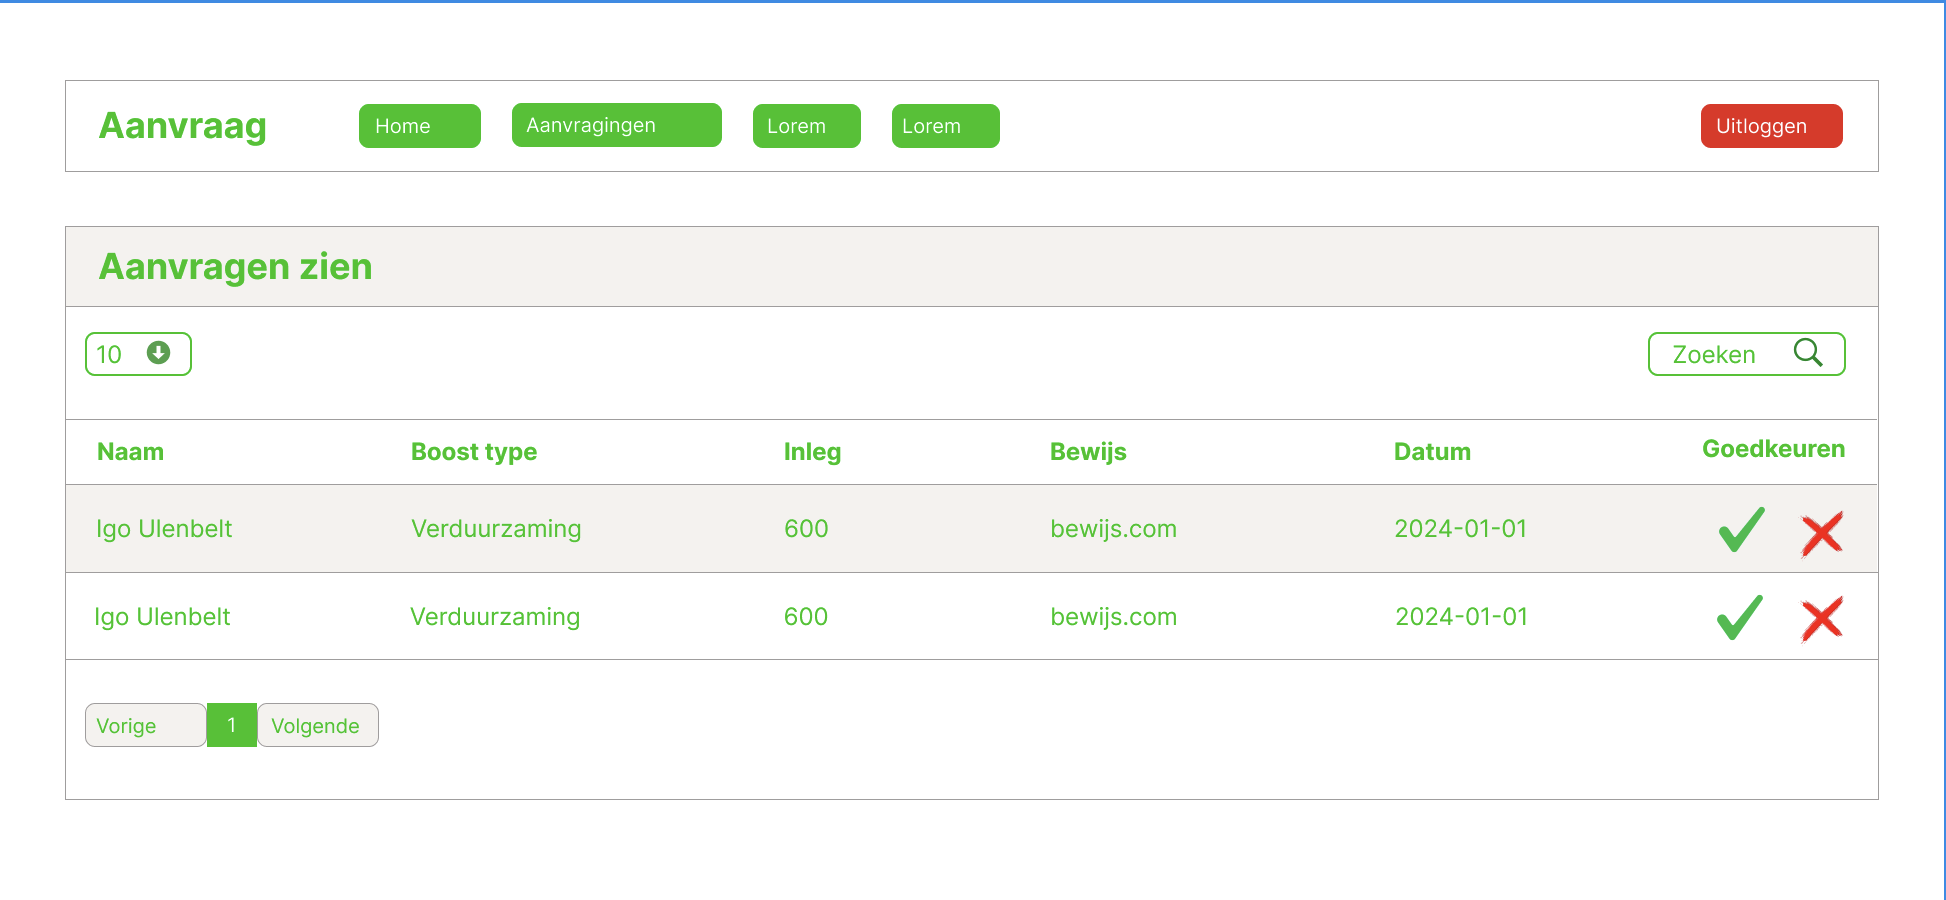 Aanvraag Home Aanvragingen Lorem Lorem Uitloggen
Aanvragen zien
10 Zoeken
Naam Boost type Inleg Bewijs Datum Goedkeuren
Igo Ulenbelt Verduurzaming 600 bewijs.com 2024-01-01
Igo Ulenbelt Verduurzaming 600 bewijs.com 2024-01-01
Vorige 1 Volgende